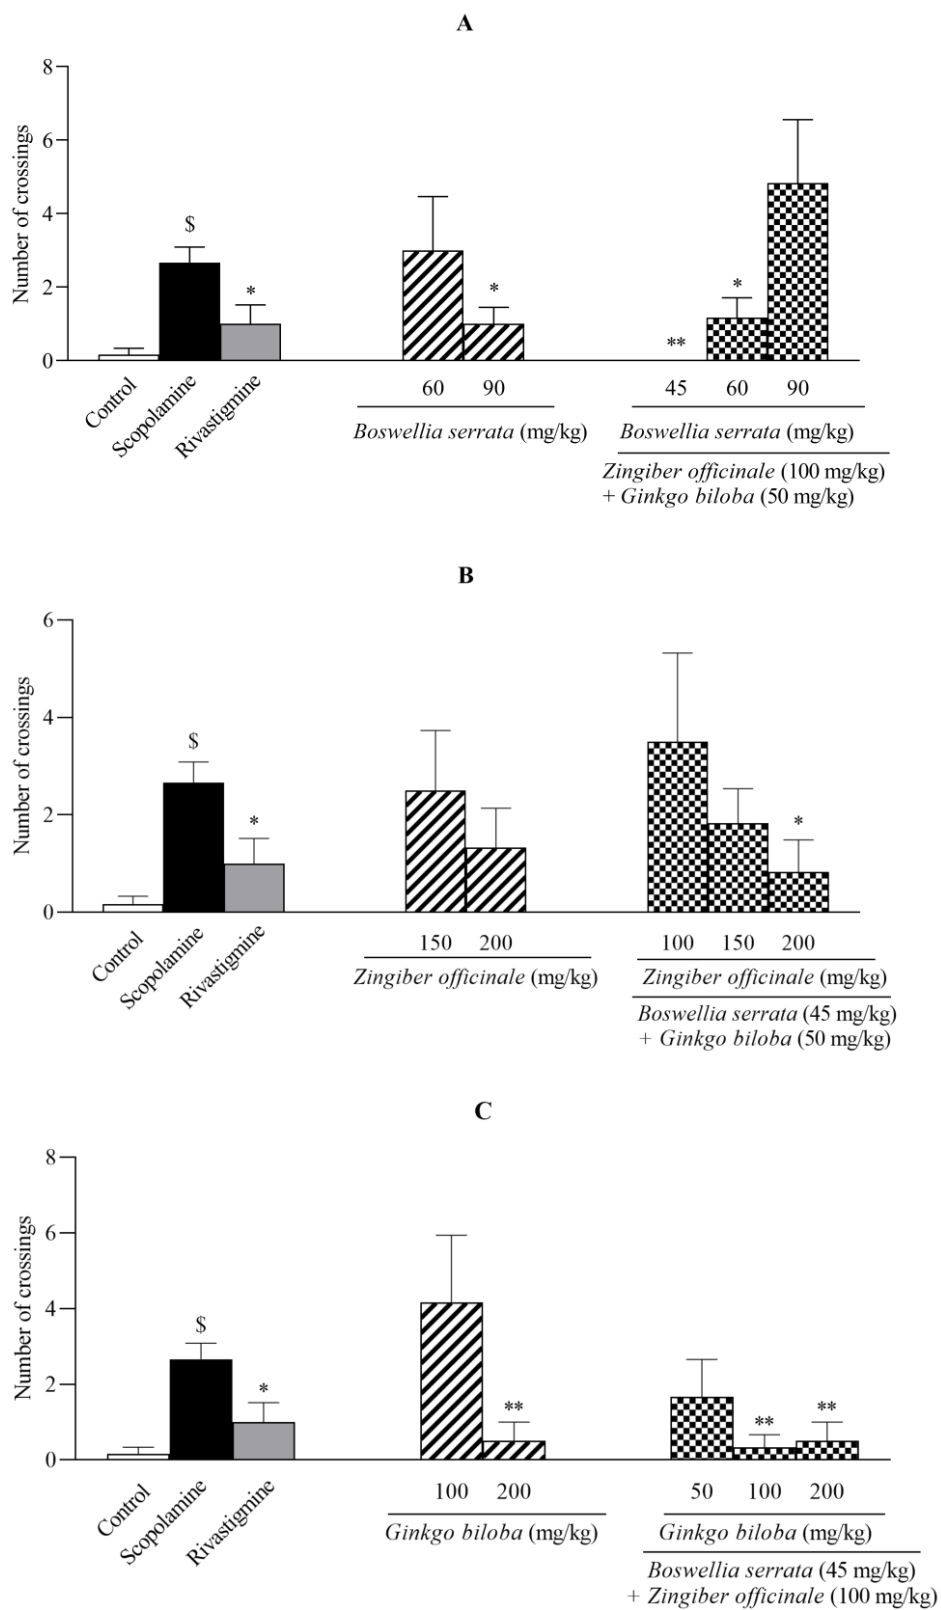 A
Number of crossings
8
6
4
2
0
$
*
*
**
*
Control
Scopolamine
Rivastigmine
60 90
45 60 90
Boswellia serrata (mg/kg)
Boswellia serrata (mg/kg)
Zingiber officinale (100 mg/kg)
+ Ginkgo biloba (50 mg/kg)
B
Number of crossings
6
4
2
0
$
*
*
Control
Scopolamine
Rivastigmine
150 200
100 150 200
Zingiber officinale (mg/kg)
Zingiber officinale (mg/kg)
Boswellia serrata (45 mg/kg)
+ Ginkgo biloba (50 mg/kg)
C
Number of crossings
8
6
4
2
0
$
*
**
**
**
Control
Scopolamine
Rivastigmine
100 200
50 100 200
Ginkgo biloba (mg/kg)
Ginkgo biloba (mg/kg)
Boswellia serrata (45 mg/kg)
+ Zingiber officinale (100 mg/kg)